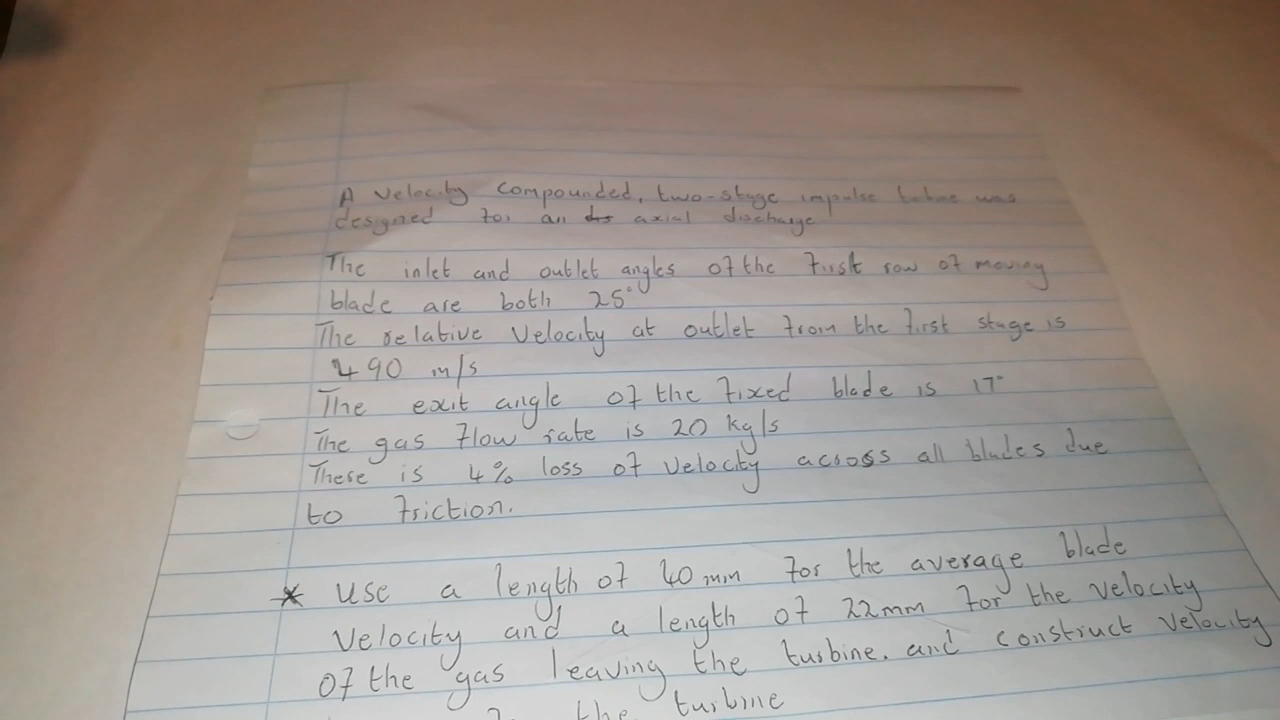 A velocity compounded, two-stage impulse turbine was
designed for an axial discharge
The inlet and outlet angles of the first row of moving
blade are both 25°
The relative velocity at outlet from the first stage is
490 m/s
The exit angle of the fixed blade is 17°
The gas flow rate is 20 kg/s
There is 4% loss of velocity across all blades due
to friction.
* Use a length of 40mm for the average blade
velocity and a length of 22mm for the velocity
of the gas leaving the turbine. and construct velocity
the turbine